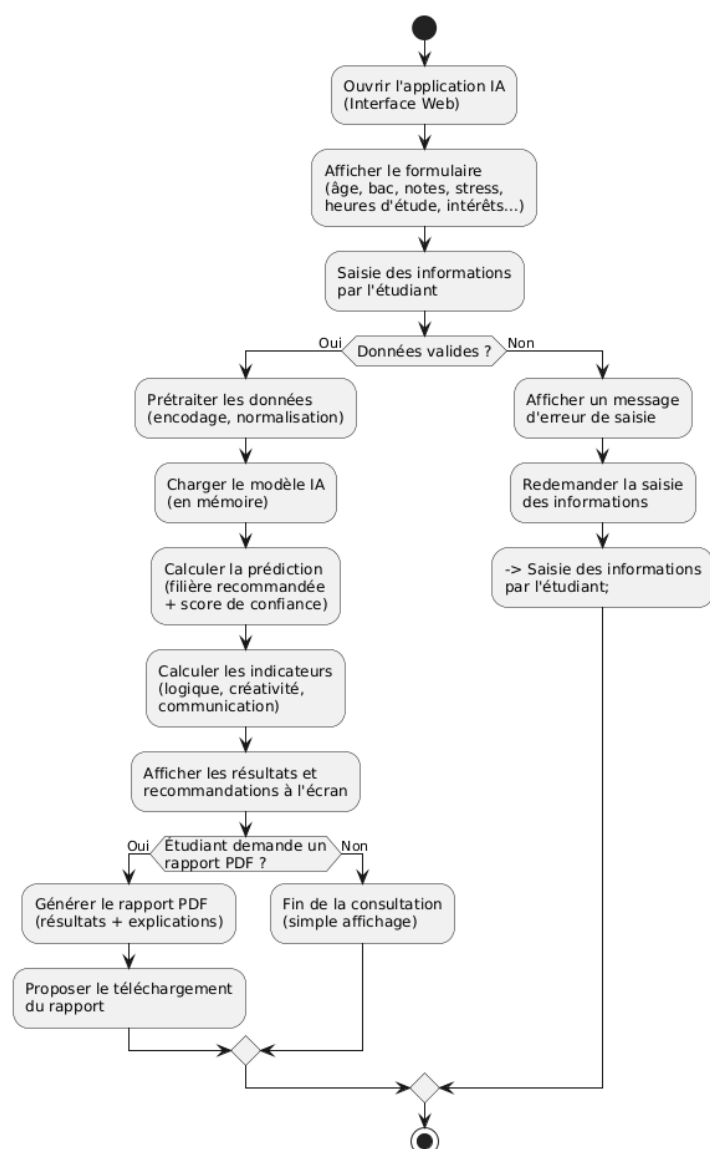 Ouvrir l'application IA
(Interface Web)
Afficher le formulaire
(âge, bac, notes, stress,
heures d'étude, intérêts...)
Saisie des informations
par l'étudiant
Oui
Données valides ?
Non
Prétraiter les données
(encodage, normalisation)
Charger le modèle IA
(en mémoire)
Calculer la prédiction
(filière recommandée
+ score de confiance)
Calculer les indicateurs
(logique, créativité,
communication)
Afficher les résultats et
recommandations à l'écran
Oui
Étudiant demande un
rapport PDF ?
Non
Générer le rapport PDF
(résultats + explications)
Proposer le téléchargement
du rapport
Fin de la consultation
(simple affichage)
Afficher un message
d'erreur de saisie
Redemander la saisie
des informations
-> Saisie des informations
par l'étudiant;